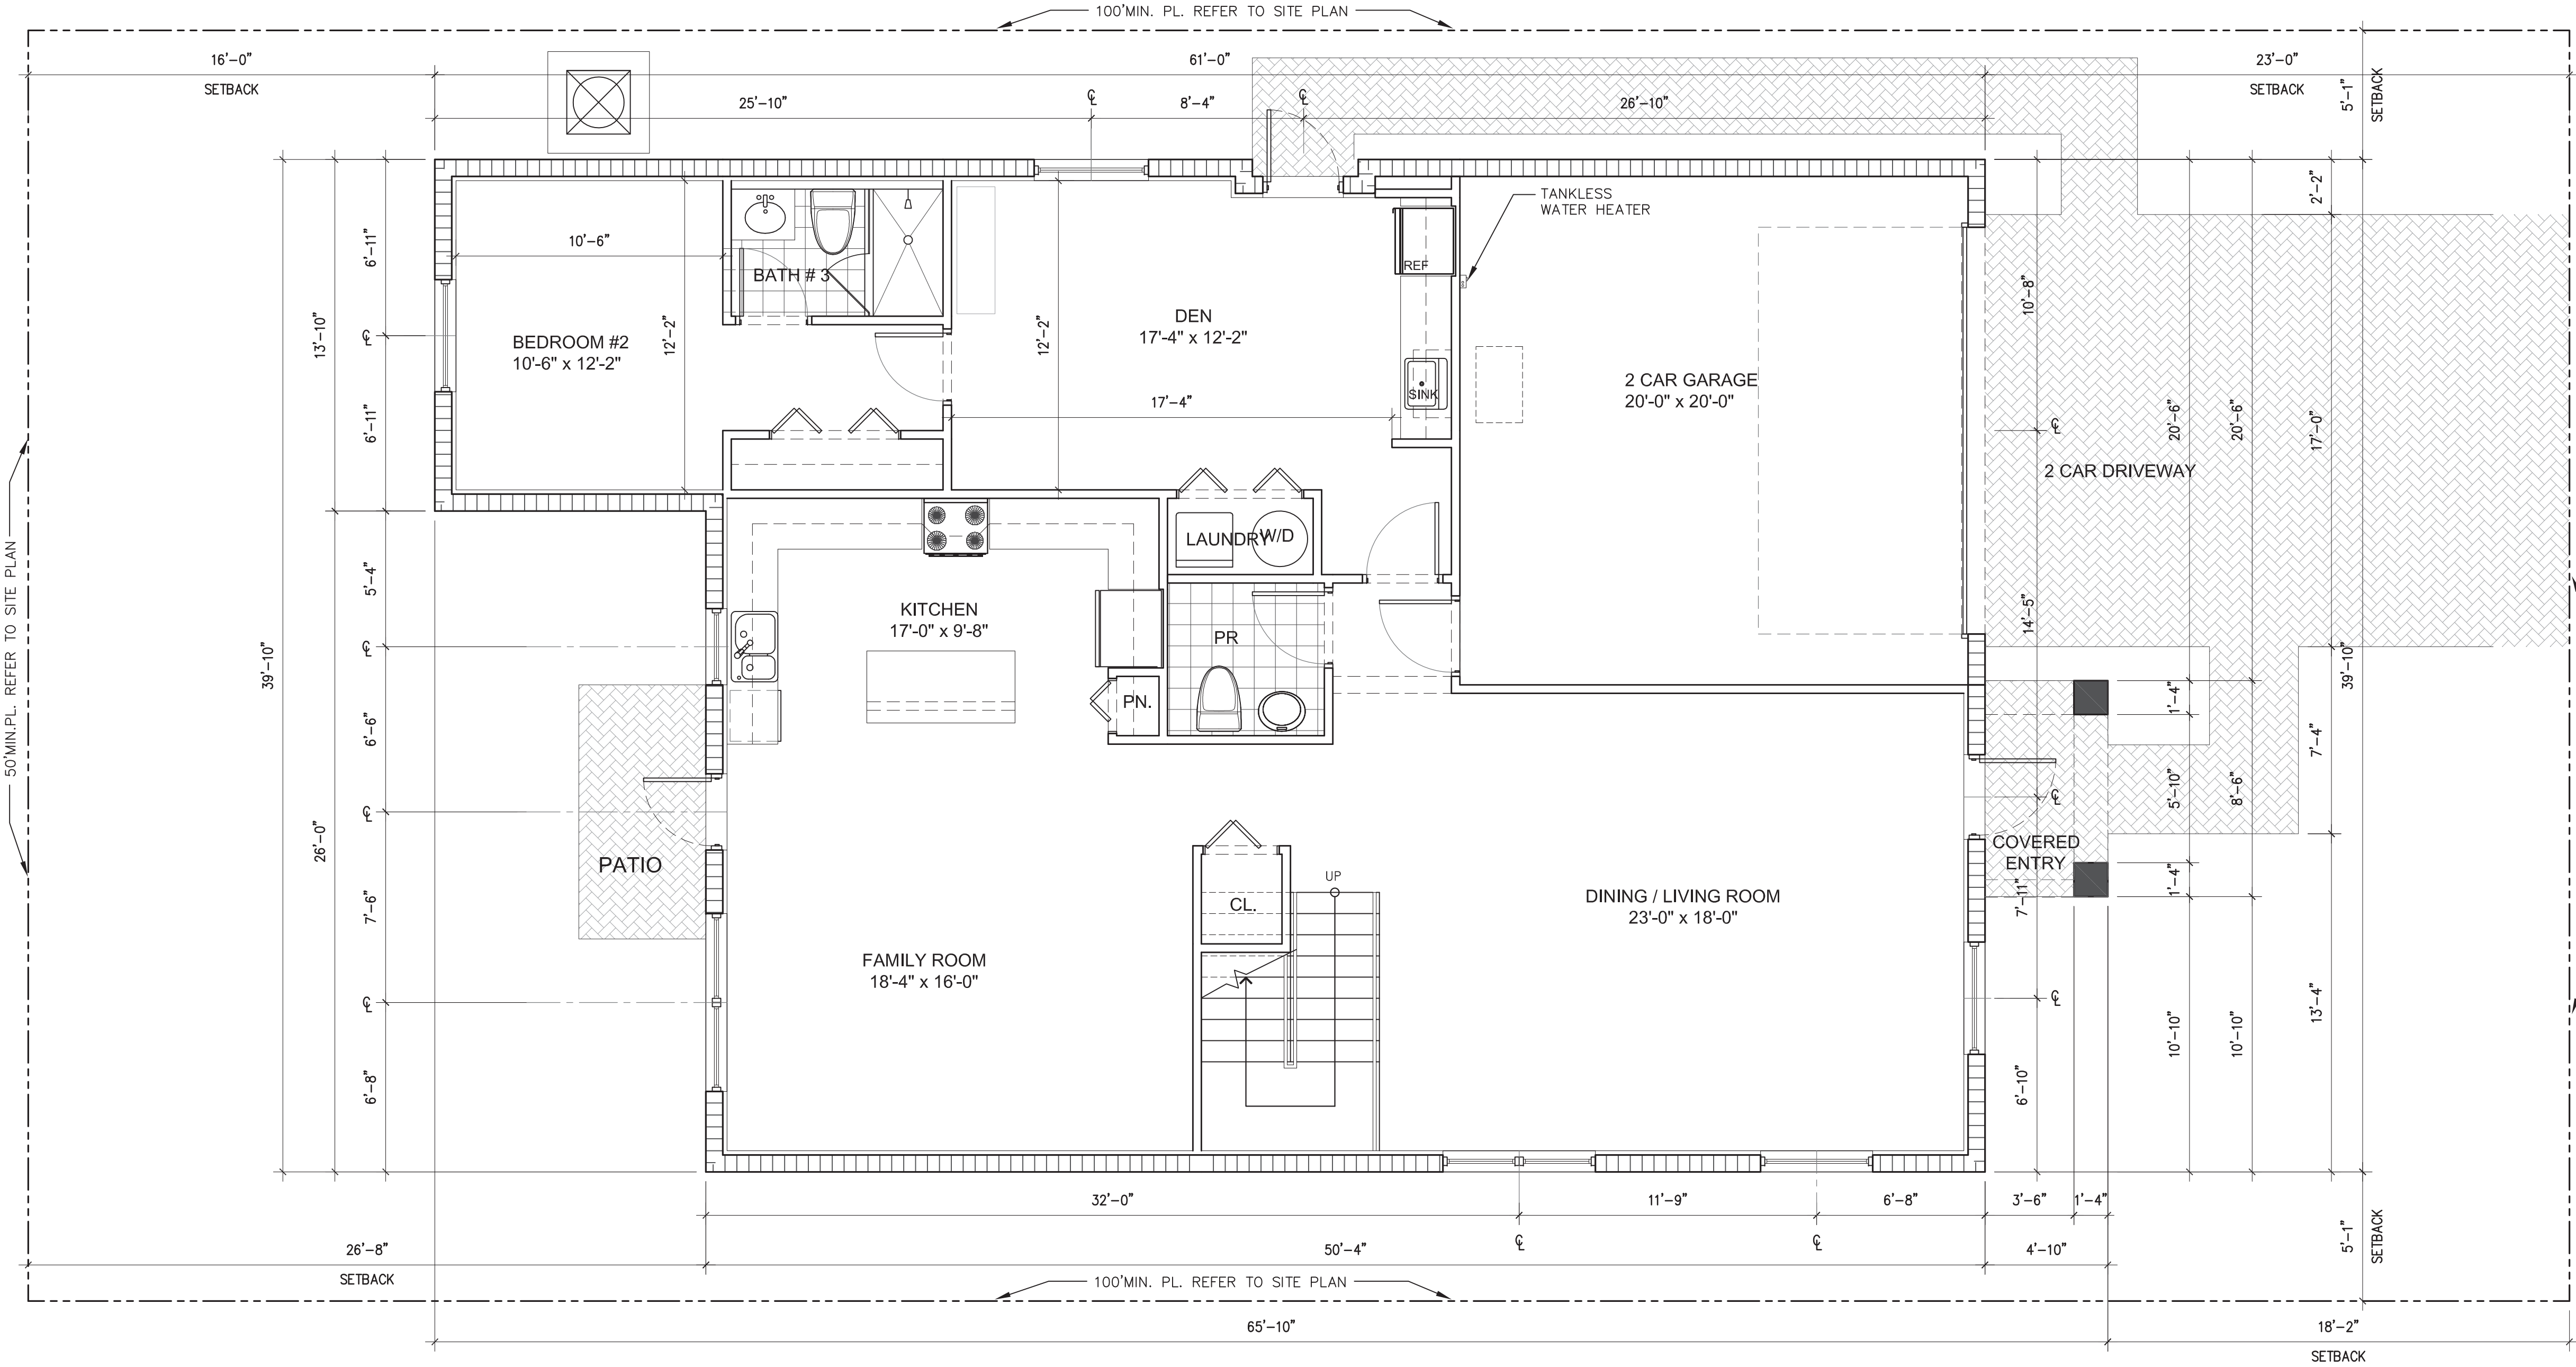 100'MIN. PL. REFER TO SITE PLAN
16'-0"
SETBACK
61'-0"
23'-0"
SETBACK
5'-1"
SETBACK
25'-10"
℄
8'-4"
℄
26'-10"
2'-2"
TANKLESS
WATER HEATER
6'-11"
10'-6"
BATH # 3
REF
10'-8"
13'-10"
℄
BEDROOM #2
10'-6" x 12'-2"
12'-2"
12'-2"
DEN
17'-4" x 12'-2"
SINK
2 CAR GARAGE
20'-0" x 20'-0"
17'-4"
6'-11"
℄
20'-6"
20'-6"
17'-0"
2 CAR DRIVEWAY
50'MIN.PL. REFER TO SITE PLAN
39'-10"
5'-4"
LAUNDRY
W/D
KITCHEN
17'-0" x 9'-8"
℄
PR
14'-5"
39'-10"
PN.
6'-6"
1'-4"
7'-4"
5'-10"
8'-6"
℄
℄
26'-0"
PATIO
COVERED
ENTRY
7'-6"
UP
CL.
DINING / LIVING ROOM
23'-0" x 18'-0"
7'-11"
1'-4"
FAMILY ROOM
18'-4" x 16'-0"
℄
℄
13'-4"
10'-10"
10'-10"
6'-8"
6'-10"
32'-0"
11'-9"
6'-8"
3'-6"
1'-4"
26'-8"
SETBACK
50'-4"
℄
℄
4'-10"
5'-1"
SETBACK
100'MIN. PL. REFER TO SITE PLAN
65'-10"
18'-2"
SETBACK